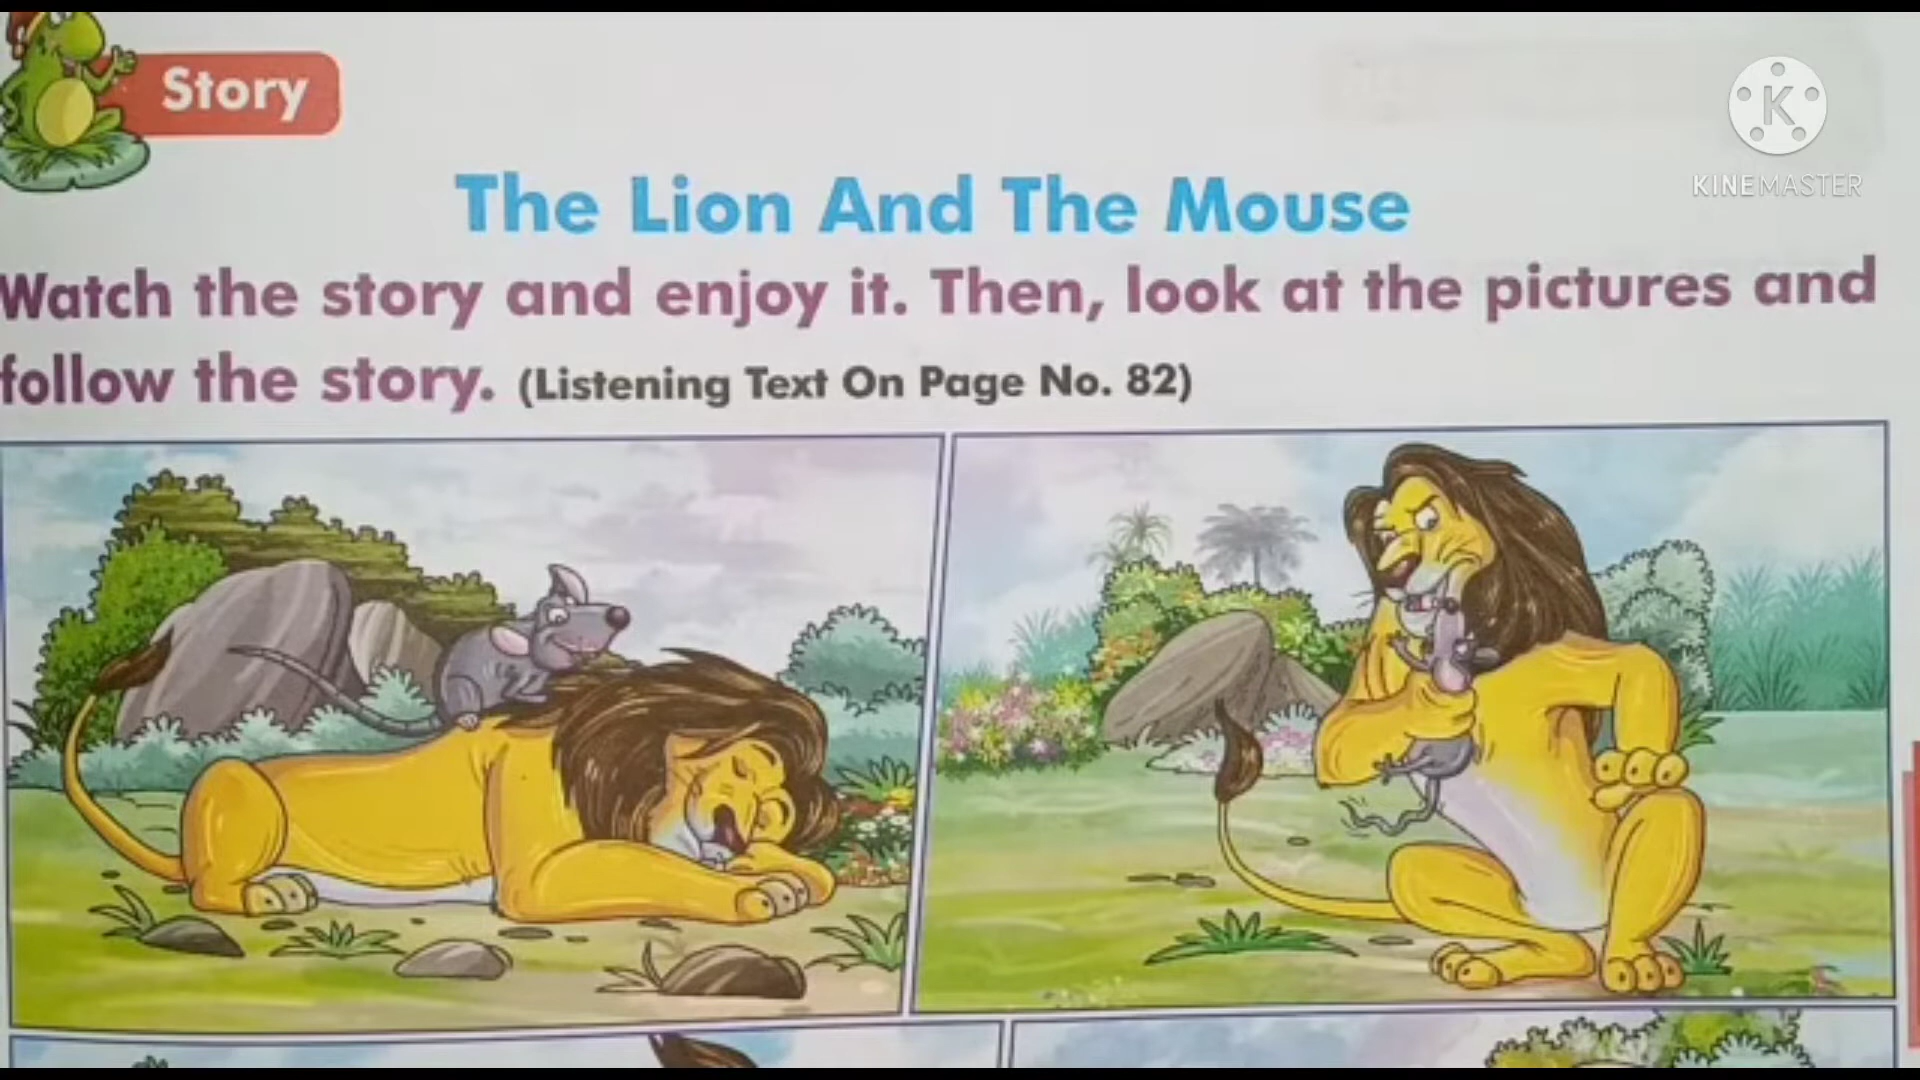 Story
KINEMASTER
The Lion And The Mouse
Watch the story and enjoy it. Then, look at the pictures and
follow the story. (Listening Text On Page No. 82)